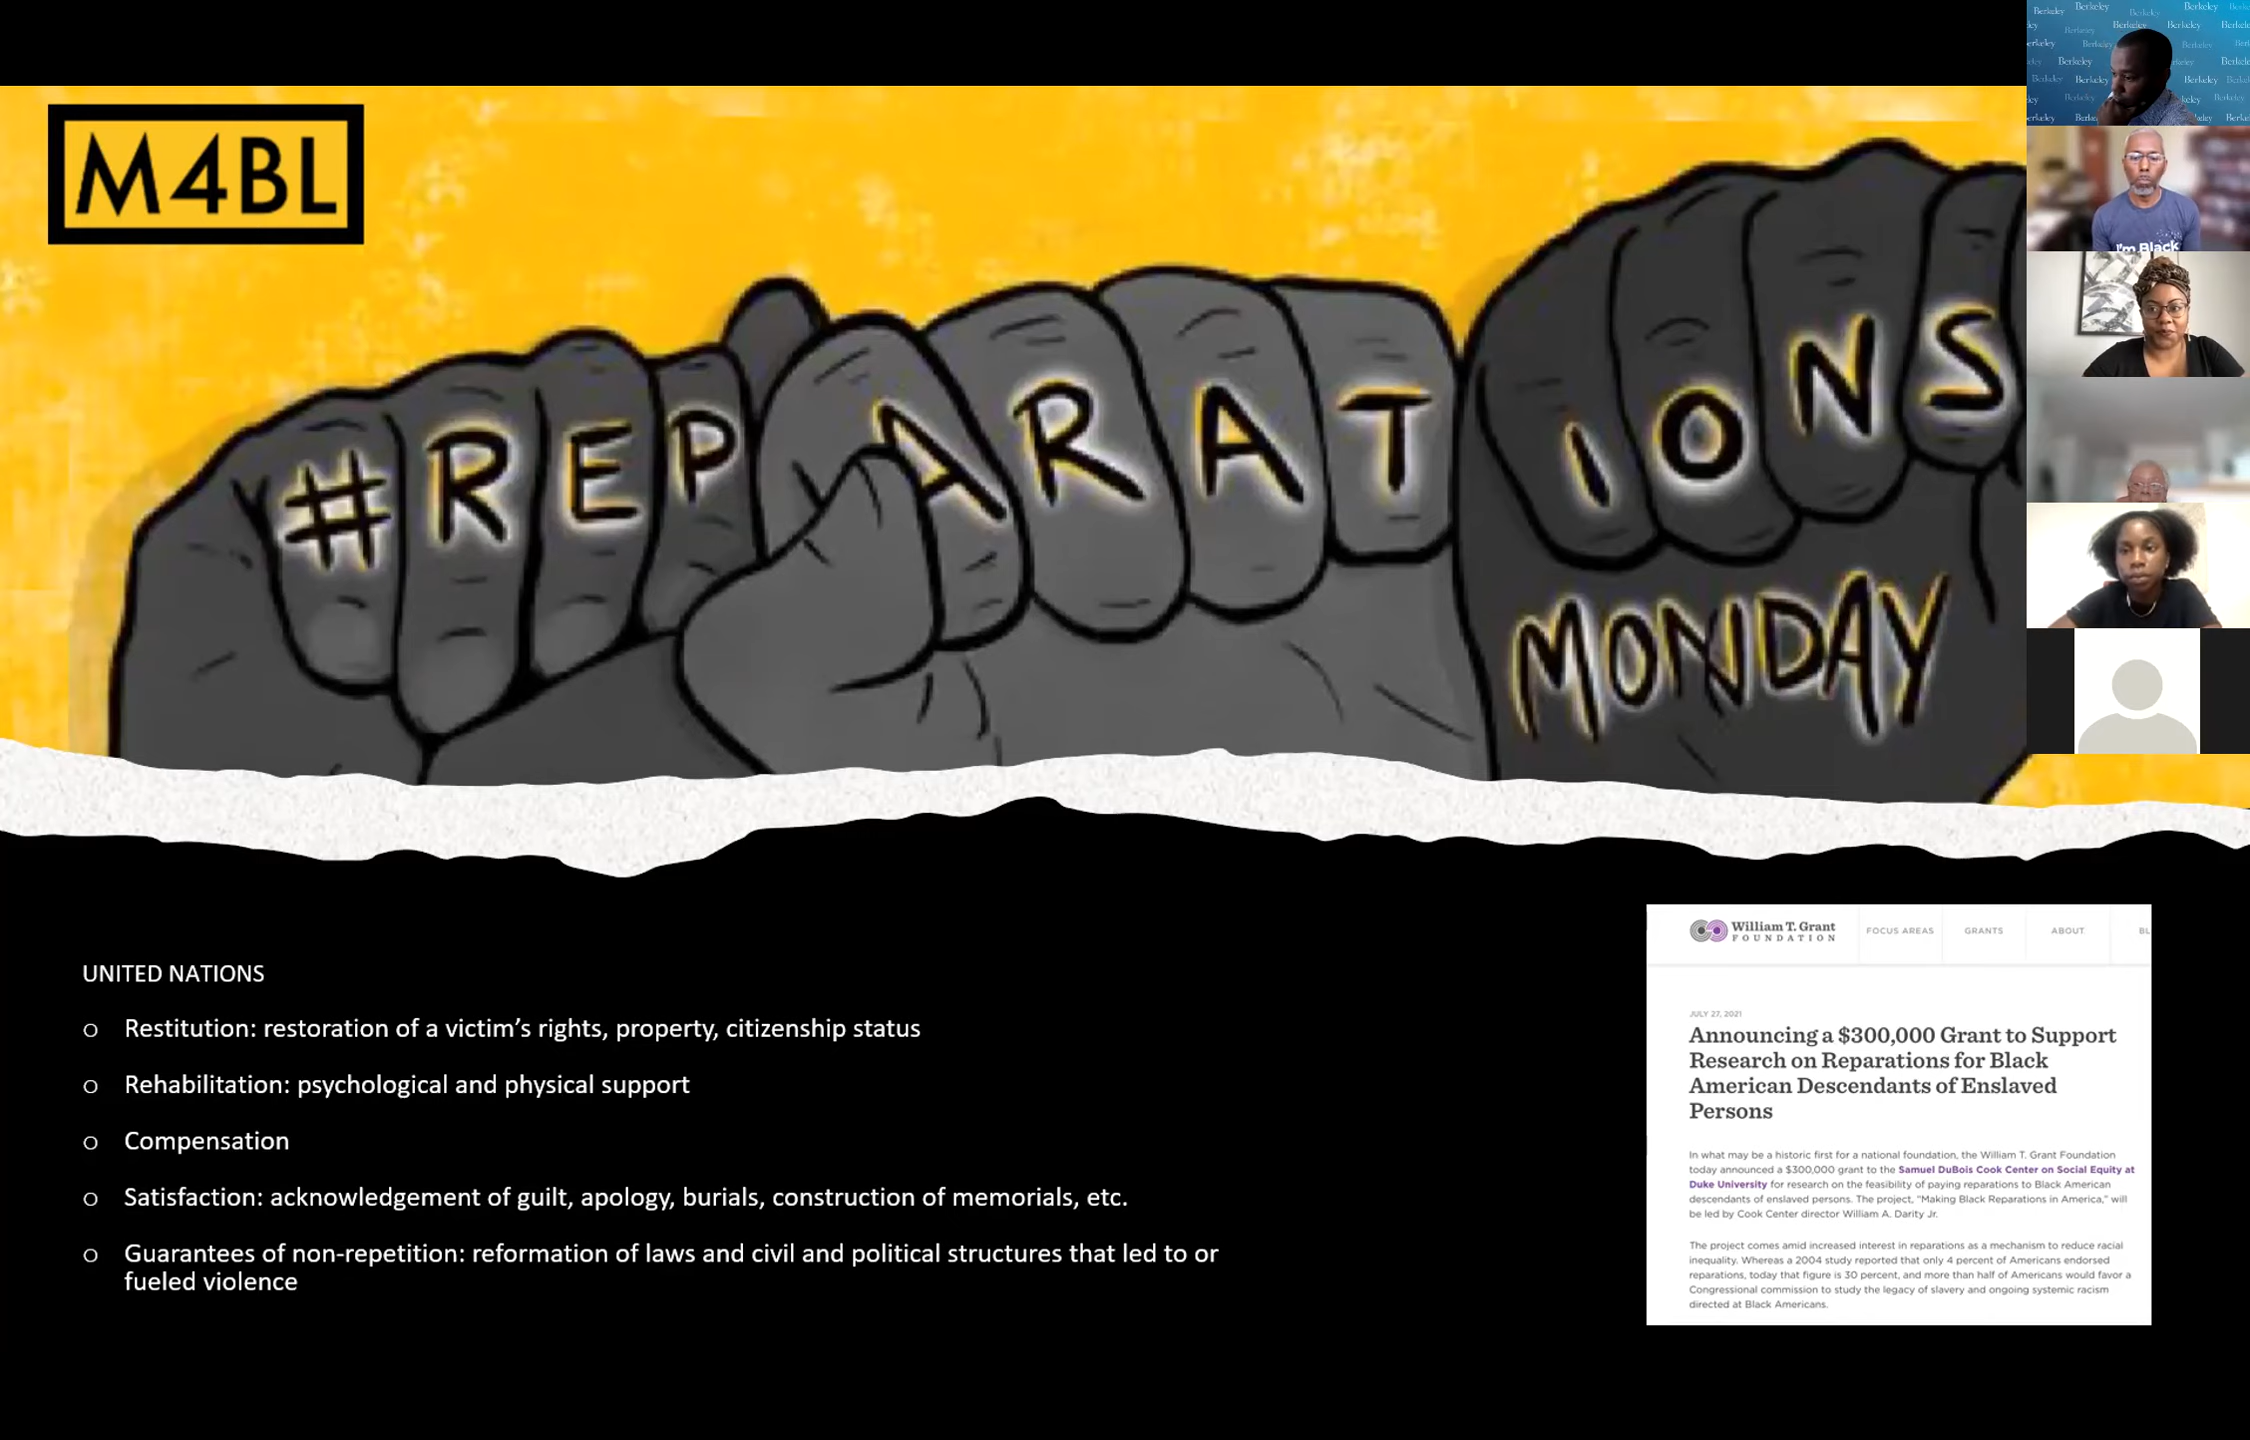 M4BL
#REPARATIONS
MONDAY
Berkeley
I'm Black
UNITED NATIONS
o Restitution: restoration of a victim's rights, property, citizenship status
o Rehabilitation: psychological and physical support
o Compensation
o Satisfaction: acknowledgement of guilt, apology, burials, construction of memorials, etc.
o Guarantees of non-repetition: reformation of laws and civil and political structures that led to or
fueled violence
William T. Grant
FOUNDATION
FOCUS AREAS GRANTS ABOUT BL
JULY 27, 2021
Announcing a $300,000 Grant to Support
Research on Reparations for Black
American Descendants of Enslaved
Persons
In what may be a historic first for a national foundation, the William T. Grant Foundation
today announced a $300,000 grant to the Samuel DuBois Cook Center on Social Equity at
Duke University for research on the feasibility of paying reparations to Black American
descendants of enslaved persons. The project, "Making Black Reparations in America," will
be led by Cook Center director William A. Darity Jr.
The project comes amid increased interest in reparations as a mechanism to reduce racial
inequality. Whereas a 2004 study reported that only 4 percent of Americans endorsed
reparations, today that figure is 30 percent, and more than half of Americans would favor a
Congressional commission to study the legacy of slavery and ongoing systemic racism
directed at Black Americans.